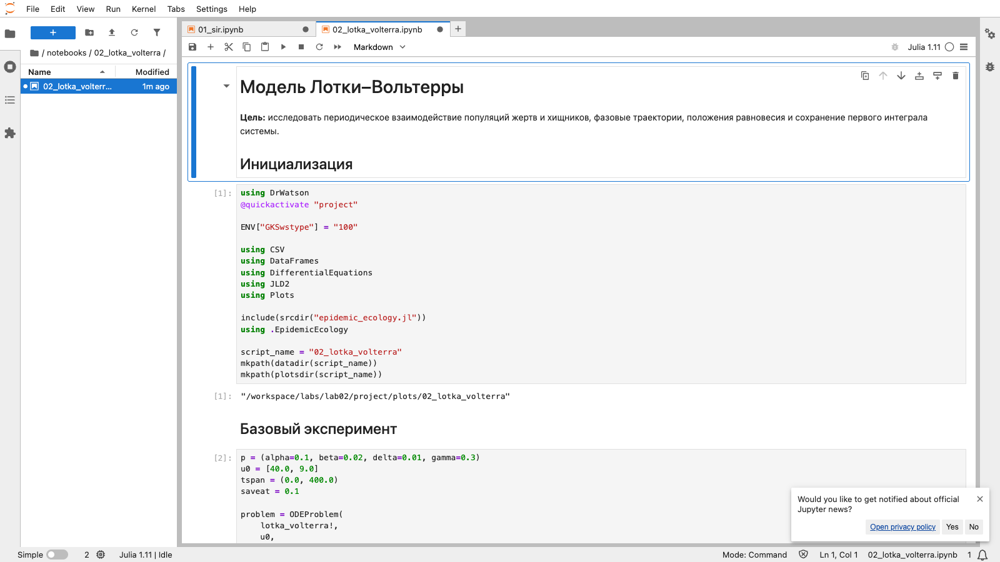 File Edit View Run Kernel Tabs Settings Help
/ notebooks / 02_lotka_volterra /
Name Modified
02_lotka_volterr... 1m ago
01_sir.ipynb
02_lotka_volterra.ipynb
Markdown
Julia 1.11
Модель Лотки–Вольтерры
Цель: исследовать периодическое взаимодействие популяций жертв и хищников, фазовые траектории, положения равновесия и сохранение первого интеграла
системы.
Инициализация
[1]:
using DrWatson
@quickactivate "project"
ENV["GKSwstype"] = "100"
using CSV
using DataFrames
using DifferentialEquations
using JLD2
using Plots
include(srcdir("epidemic_ecology.jl"))
using .EpidemicEcology
script_name = "02_lotka_volterra"
mkpath(datadir(script_name))
mkpath(plotsdir(script_name))
[1]: "/workspace/labs/lab02/project/plots/02_lotka_volterra"
Базовый эксперимент
[2]:
p = (alpha=0.1, beta=0.02, delta=0.01, gamma=0.3)
u0 = [40.0, 9.0]
tspan = (0.0, 400.0)
saveat = 0.1
problem = ODEProblem(
lotka_volterra!,
u0,
Would you like to get notified about official
Jupyter news?
Open privacy policy Yes No
Simple 2 Julia 1.11 | Idle Mode: Command Ln 1, Col 1 02_lotka_volterra.ipynb 1